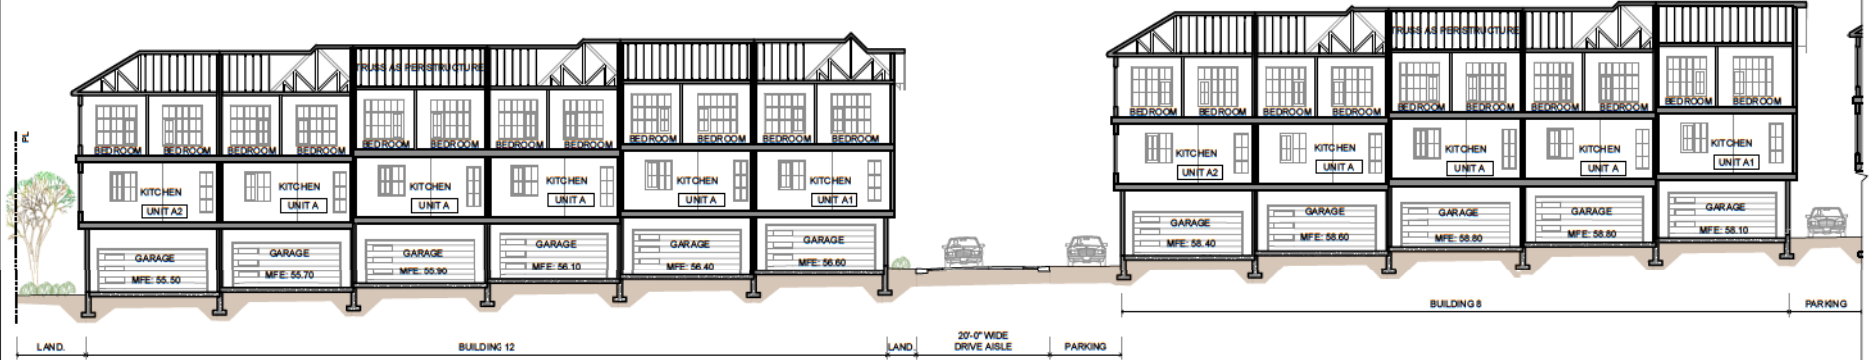 TRUSS AS PER STRUCTURE
TRUSS AS PER STRUCTURE
PL
BEDROOM BEDROOM BEDROOM BEDROOM BEDROOM BEDROOM BEDROOM BEDROOM BEDROOM BEDROOM BEDROOM BEDROOM
BEDROOM BEDROOM BEDROOM BEDROOM BEDROOM BEDROOM BEDROOM BEDROOM BEDROOM BEDROOM
KITCHEN KITCHEN KITCHEN KITCHEN KITCHEN KITCHEN
UNIT A2 UNIT A UNIT A UNIT A UNIT A UNIT A1
KITCHEN KITCHEN KITCHEN KITCHEN KITCHEN
UNIT A2 UNIT A UNIT A UNIT A UNIT A1
GARAGE GARAGE GARAGE GARAGE GARAGE GARAGE
MFE: 55.50 MFE: 55.70 MFE: 55.90 MFE: 56.10 MFE: 56.40 MFE: 56.60
GARAGE GARAGE GARAGE GARAGE GARAGE
MFE: 58.40 MFE: 58.60 MFE: 58.80 MFE: 58.80 MFE: 58.10
BUILDING 8 PARKING
LAND. BUILDING 12 LAND. 20'-0" WIDE
DRIVE AISLE PARKING